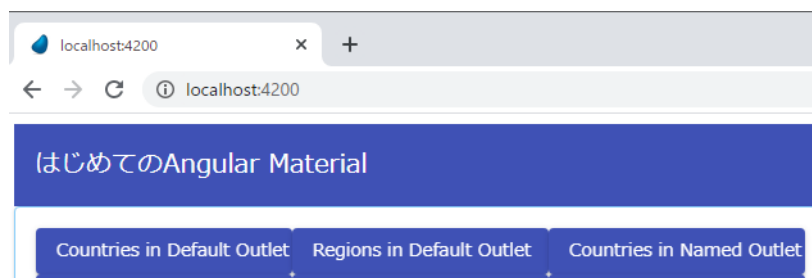 localhost:4200
localhost:4200
はじめてのAngular Material
Countries in Default Outlet Regions in Default Outlet Countries in Named Outlet